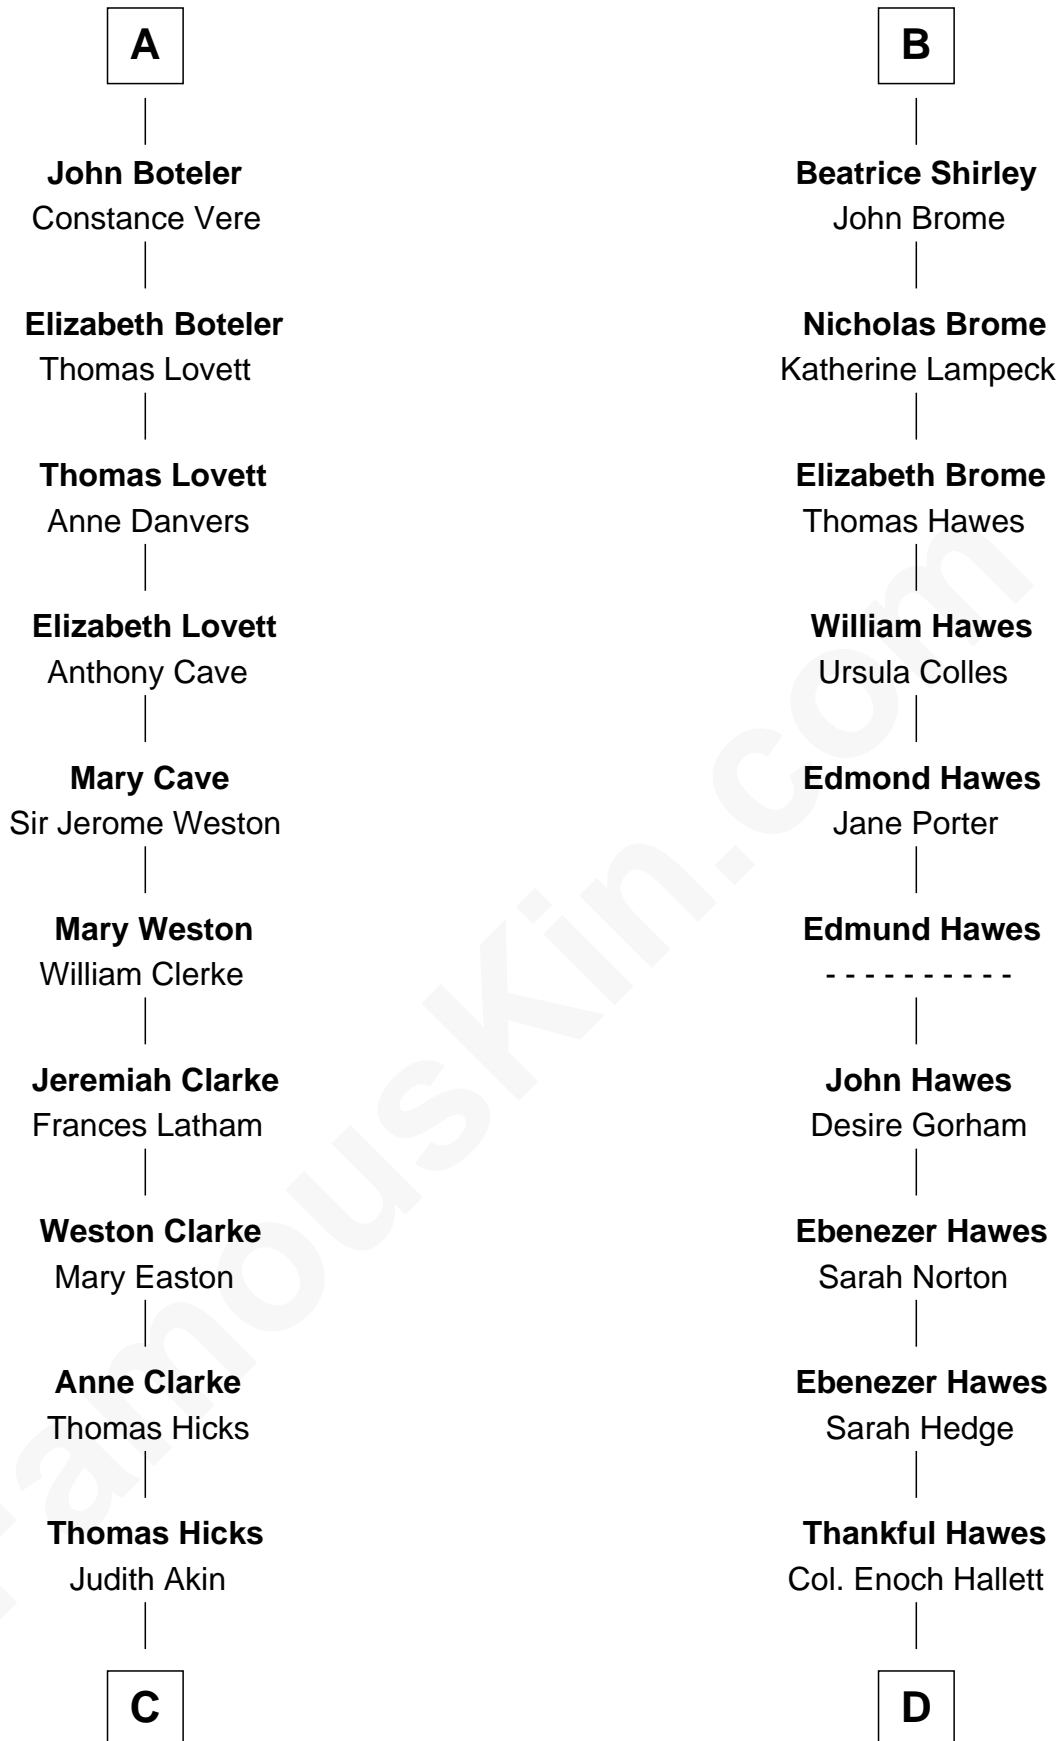 A
John Boteler
Constance Vere
Elizabeth Boteler
Thomas Lovett
Thomas Lovett
Anne Danvers
Elizabeth Lovett
Anthony Cave
Mary Cave
Sir Jerome Weston
Mary Weston
William Clerke
Jeremiah Clarke
Frances Latham
Weston Clarke
Mary Easton
Anne Clarke
Thomas Hicks
Thomas Hicks
Judith Akin
C
B
Beatrice Shirley
John Brome
Nicholas Brome
Katherine Lampeck
Elizabeth Brome
Thomas Hawes
William Hawes
Ursula Colles
Edmond Hawes
Jane Porter
Edmund Hawes
- - - - - - - - - -
John Hawes
Desire Gorham
Ebenezer Hawes
Sarah Norton
Ebenezer Hawes
Sarah Hedge
Thankful Hawes
Col. Enoch Hallett
D
FamousKin.com